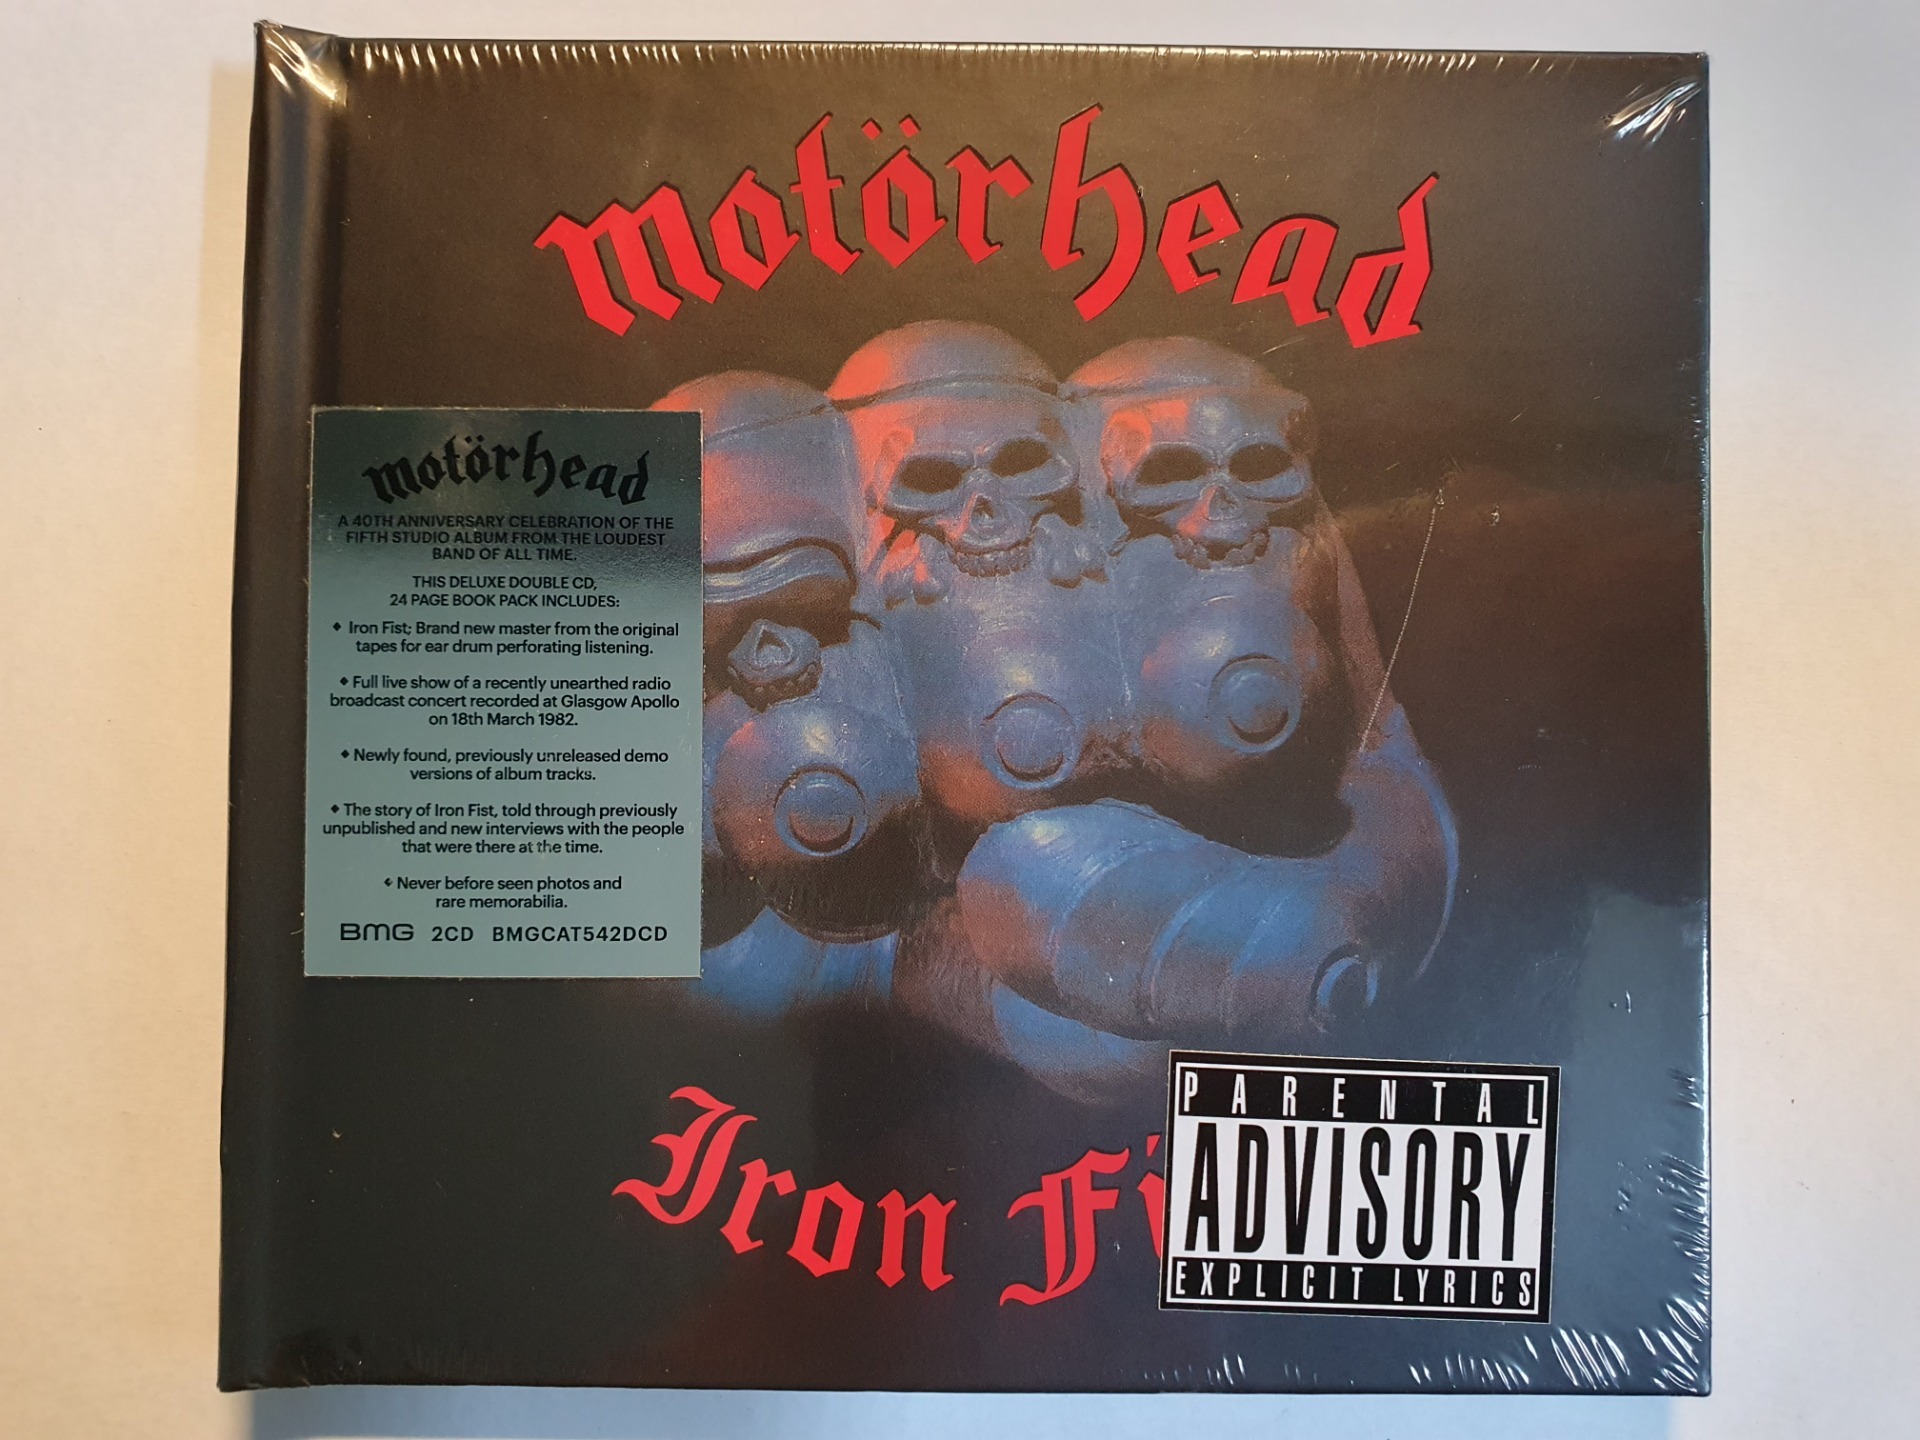 motörhead
motörhead
A 40TH ANNIVERSARY CELEBRATION OF THE
FIFTH STUDIO ALBUM FROM THE LOUDEST
BAND OF ALL TIME.
THIS DELUXE DOUBLE CD,
24 PAGE BOOK PACK INCLUDES:
◆ Iron Fist; Brand new master from the original
tapes for ear drum perforating listening.
◆ Full live show of a recently unearthed radio
broadcast concert recorded at Glasgow Apollo
on 18th March 1982.
◆ Newly found, previously unreleased demo
versions of album tracks.
◆ The story of Iron Fist, told through previously
unpublished and new interviews with the people
that were there at the time.
◆ Never before seen photos and
rare memorabilia.
BMG 2CD BMGCAT542DCD
Iron Fi
PARENTAL
ADVISORY
EXPLICIT LYRICS